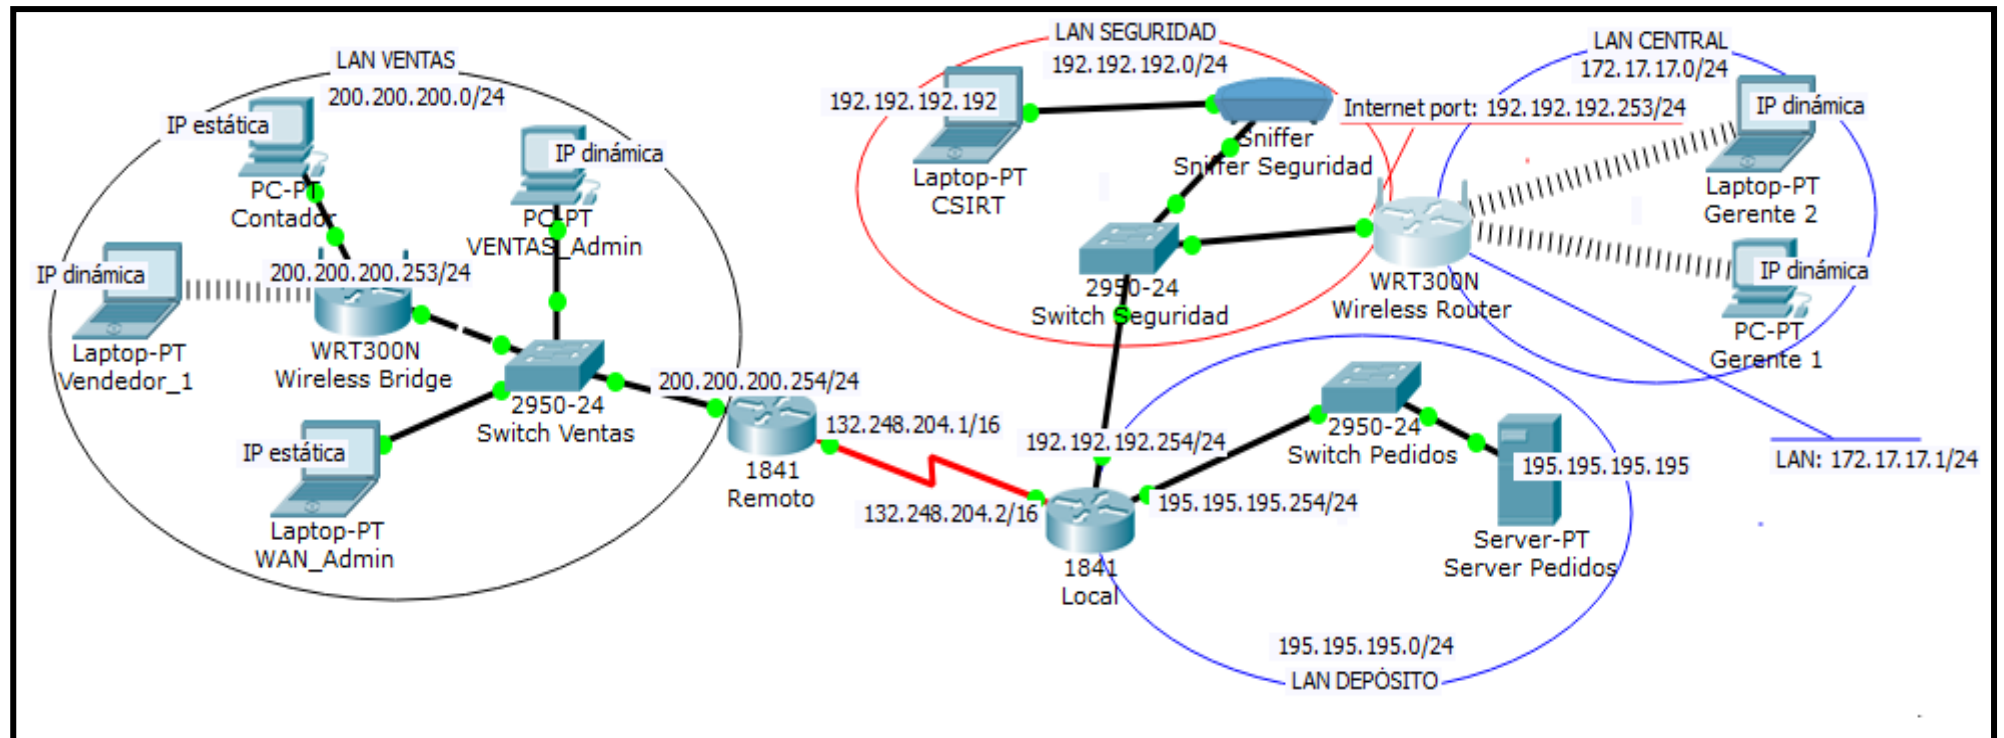 LAN VENTAS
200.200.200.0/24
IP estática
PC-PT
Contador
IP dinámica
PC-PT
VENTAS_Admin
IP dinámica
Laptop-PT
Vendedor_1
200.200.200.253/24
WRT300N
Wireless Bridge
2950-24
Switch Ventas
IP estática
Laptop-PT
WAN_Admin
200.200.200.254/24
1841
Remoto
132.248.204.1/16
132.248.204.2/16
LAN SEGURIDAD
192.192.192.0/24
192.192.192.192
Laptop-PT
CSIRT
Sniffer
Sniffer Seguridad
2950-24
Switch Seguridad
Internet port: 192.192.192.253/24
WRT300N
Wireless Router
LAN CENTRAL
172.17.17.0/24
IP dinámica
Laptop-PT
Gerente 2
IP dinámica
PC-PT
Gerente 1
LAN: 172.17.17.1/24
192.192.192.254/24
195.195.195.254/24
1841
Local
2950-24
Switch Pedidos
195.195.195.195
Server-PT
Server Pedidos
195.195.195.0/24
LAN DEPÓSITO